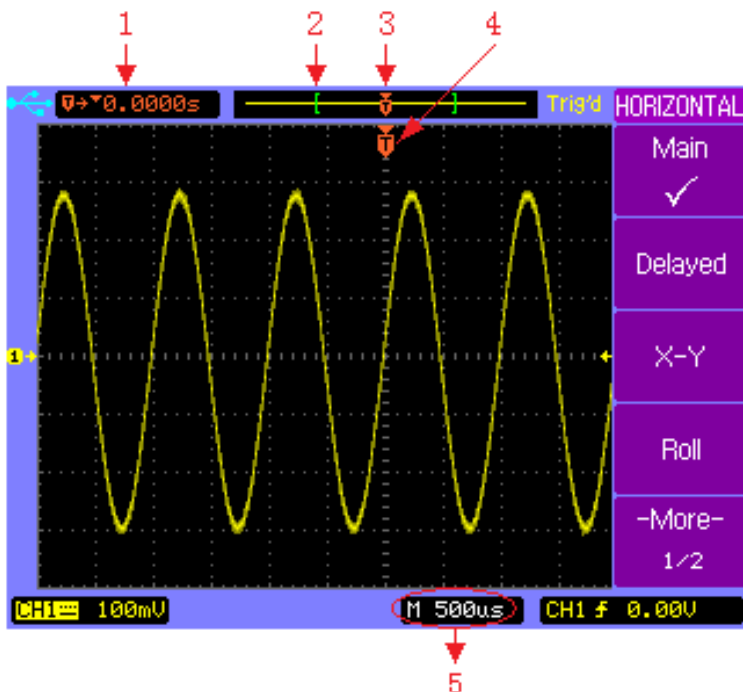 1 2 3 4
T→▼0.0000s T Trig'd HORIZONTAL
T
Main
✓
Delayed
1 X-Y
Roll
-More-
1/2
CH1 100mV M 500us CH1 0.00V
5